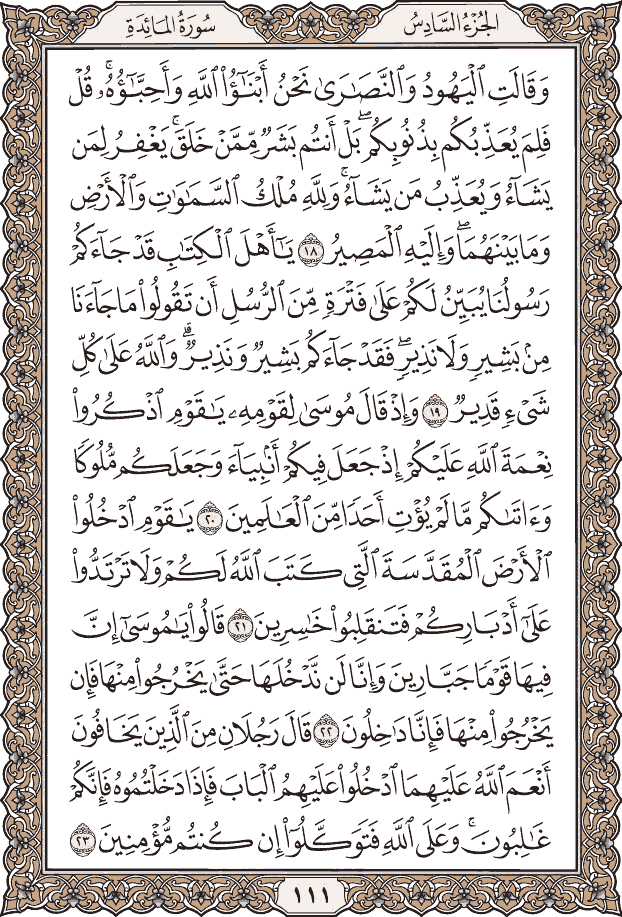 الجُزْءُ السَّادِسُ
سُورَةُ المَائِدَةِ
وَقَالَتِ ٱلْيَهُودُ وَٱلنَّصَٰرَىٰ نَحْنُ أَبْنَٰٓؤُا۟ ٱللَّهِ وَأَحِبَّٰٓؤُهُۥۚ قُلْ
فَلِمَ يُعَذِّبُكُم بِذُنُوبِكُمۖ بَلْ أَنتُم بَشَرٌ مِّمَّنْ خَلَقَۚ يَغْفِرُ لِمَن
يَشَآءُ وَيُعَذِّبُ مَن يَشَآءُۚ وَلِلَّهِ مُلْكُ ٱلسَّمَٰوَٰتِ وَٱلْأَرْضِ
وَمَا بَيْنَهُمَاۖ وَإِلَيْهِ ٱلْمَصِيرُ ١٨ يَٰٓأَهْلَ ٱلْكِتَٰبِ قَدْ جَآءَكُمْ
رَسُولُنَا يُبَيِّنُ لَكُمْ عَلَىٰ فَتْرَةٍ مِّنَ ٱلرُّسُلِ أَن تَقُولُوا۟ مَا جَآءَنَا
مِنۢ بَشِيرٍ وَلَا نَذِيرٍۖ فَقَدْ جَآءَكُم بَشِيرٌ وَنَذِيرٌۗ وَٱللَّهُ عَلَىٰ كُلِّ
شَىْءٍ قَدِيرٌ ١٩ وَإِذْ قَالَ مُوسَىٰ لِقَوْمِهِۦ يَٰقَوْمِ ٱذْكُرُوا۟
نِعْمَةَ ٱللَّهِ عَلَيْكُمْ إِذْ جَعَلَ فِيكُمْ أَنۢبِيَآءَ وَجَعَلَكُم مُّلُوكًا
وَءَاتَىٰكُم مَّا لَمْ يُؤْتِ أَحَدًا مِّنَ ٱلْعَٰلَمِينَ ٢٠ يَٰقَوْمِ ٱدْخُلُوا۟
ٱلْأَرْضَ ٱلْمُقَدَّسَةَ ٱلَّتِى كَتَبَ ٱللَّهُ لَكُمْ وَلَا تَرْتَدُّوا۟
عَلَىٰٓ أَدْبَارِكُمْ فَتَنقَلِبُوا۟ خَٰسِرِينَ ٢١ قَالُوا۟ يَٰمُوسَىٰٓ إِنَّ
فِيهَا قَوْمًا جَبَّارِينَ وَإِنَّا لَن نَّدْخُلَهَا حَتَّىٰ يَخْرُجُوا۟ مِنْهَا فَإِن
يَخْرُجُوا۟ مِنْهَا فَإِنَّا دَٰخِلُونَ ٢٢ قَالَ رَجُلَانِ مِنَ ٱلَّذِينَ يَخَافُونَ
أَنْعَمَ ٱللَّهُ عَلَيْهِمَا ٱدْخُلُوا۟ عَلَيْهِمُ ٱلْبَابَ فَإِذَا دَخَلْتُمُوهُ فَإِنَّكُمْ
غَٰلِبُونَۚ وَعَلَى ٱللَّهِ فَتَوَكَّلُوٓا۟ إِن كُنتُم مُّؤْمِنِينَ ٢٣
١١١